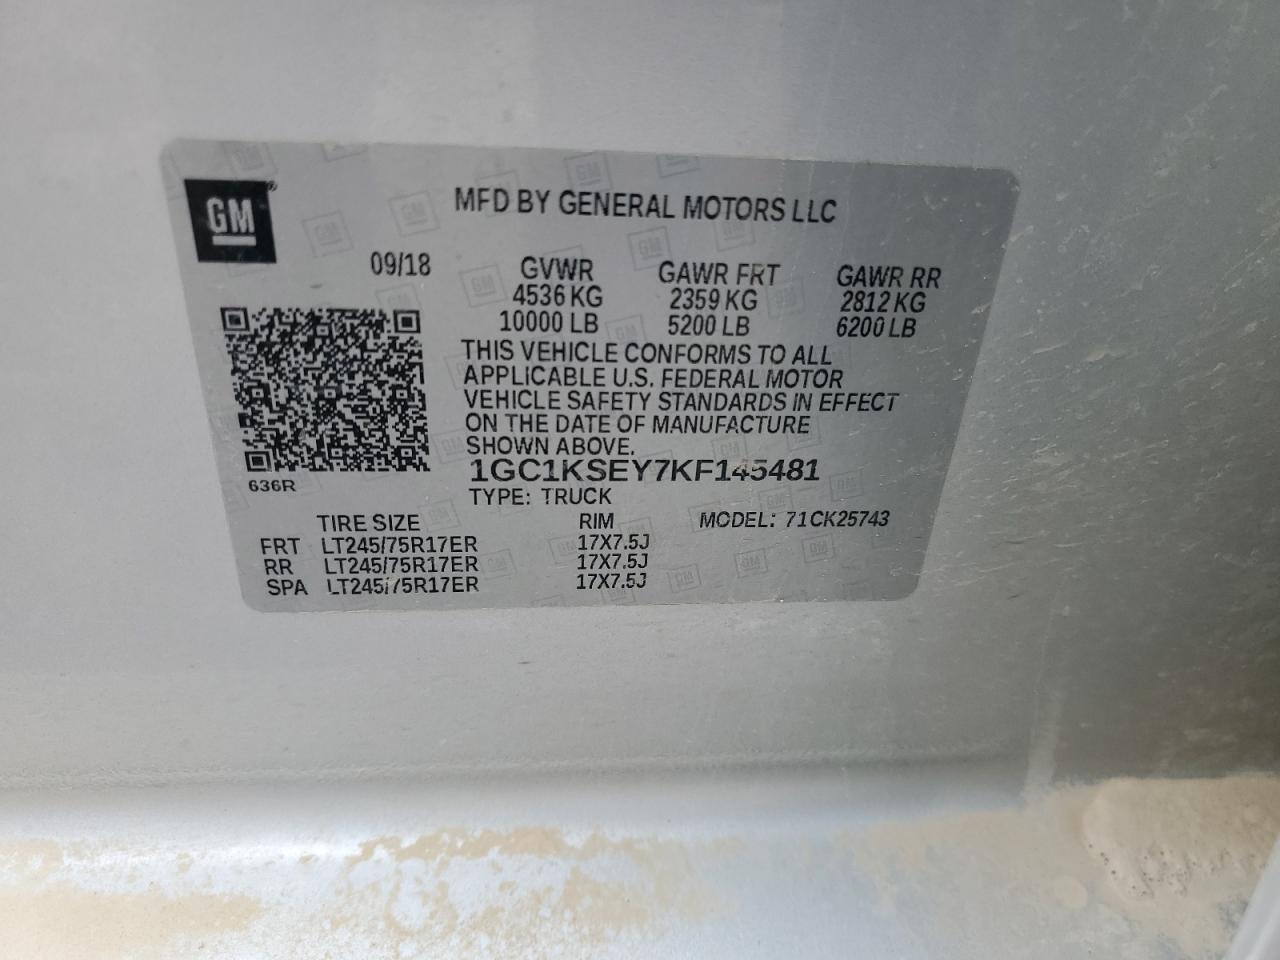 GM
MFD BY GENERAL MOTORS LLC
09/18 GVWR GAWR FRT GAWR RR
4536 KG 2359 KG 2812 KG
10000 LB 5200 LB 6200 LB
THIS VEHICLE CONFORMS TO ALL
APPLICABLE U.S. FEDERAL MOTOR
VEHICLE SAFETY STANDARDS IN EFFECT
ON THE DATE OF MANUFACTURE
SHOWN ABOVE.
1GC1KSEY7KF145481
636R
TYPE: TRUCK
TIRE SIZE RIM MODEL: 71CK25743
FRT LT245/75R17ER 17X7.5J
RR LT245/75R17ER 17X7.5J
SPA LT245/75R17ER 17X7.5J